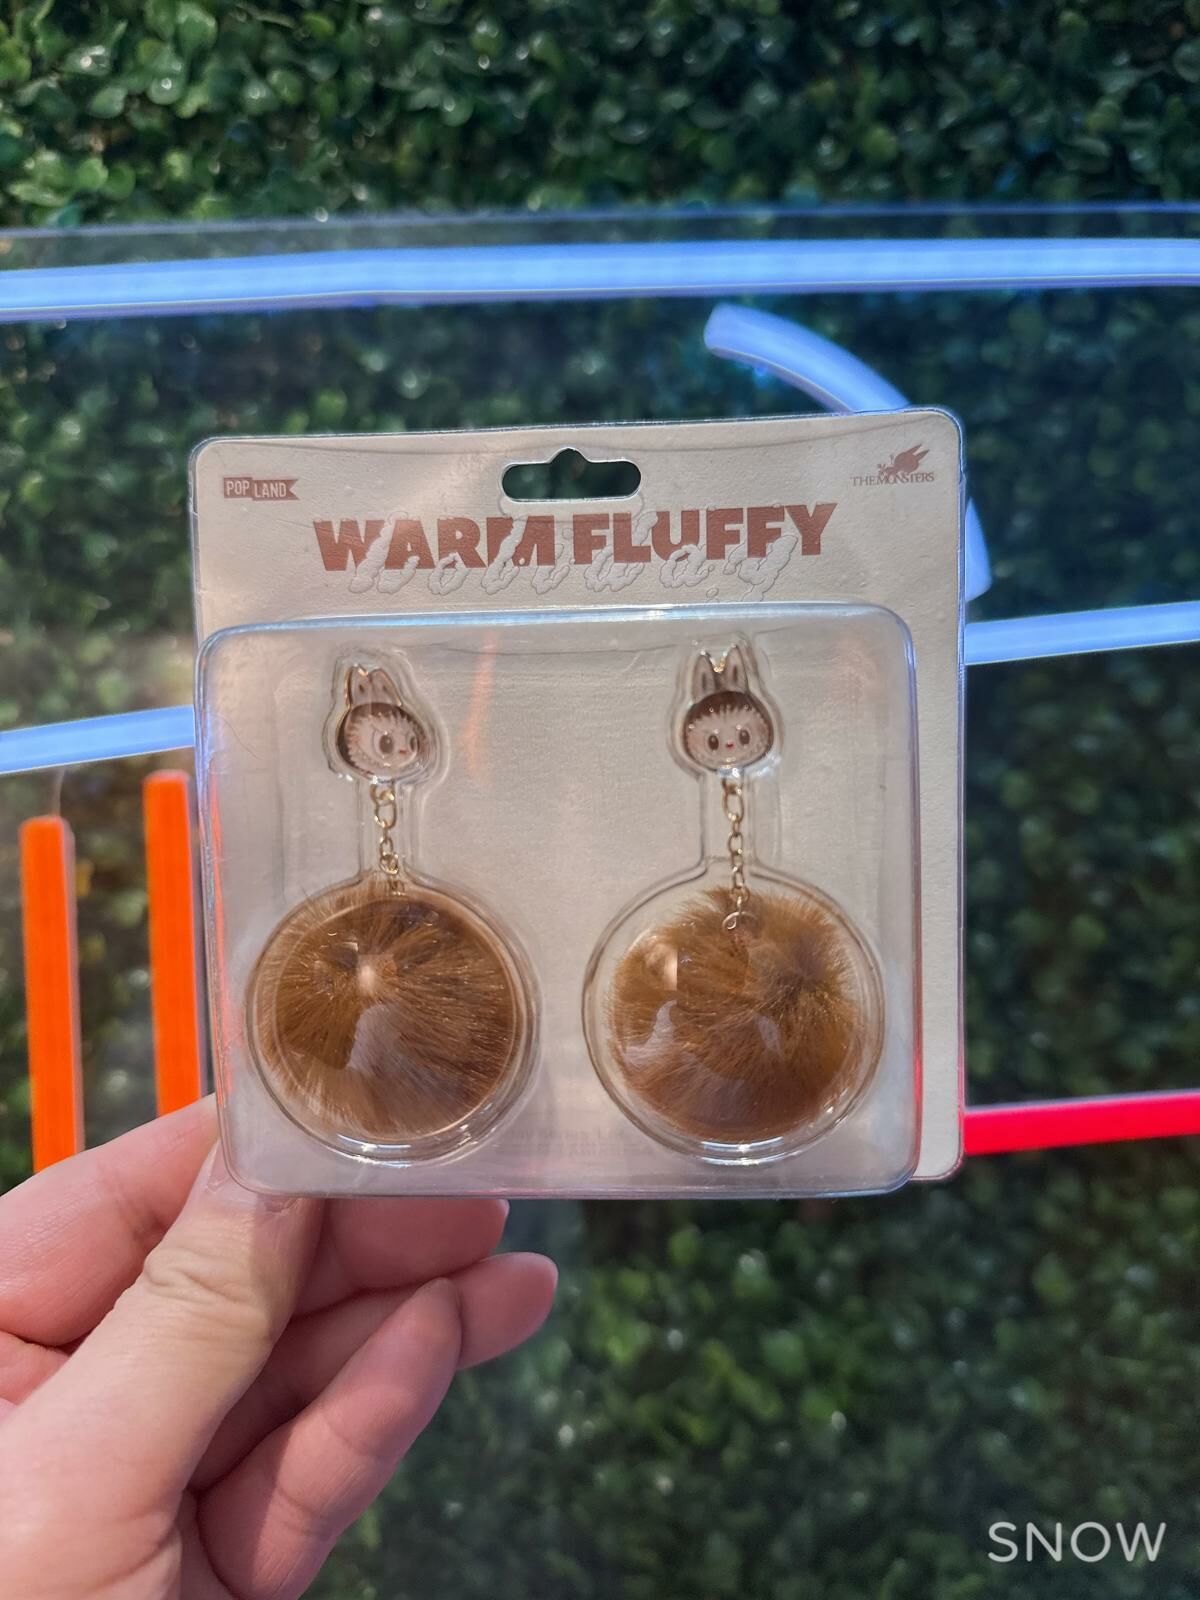 POP LAND
THE MONSTERS
WARM FLUFFY
SNOW